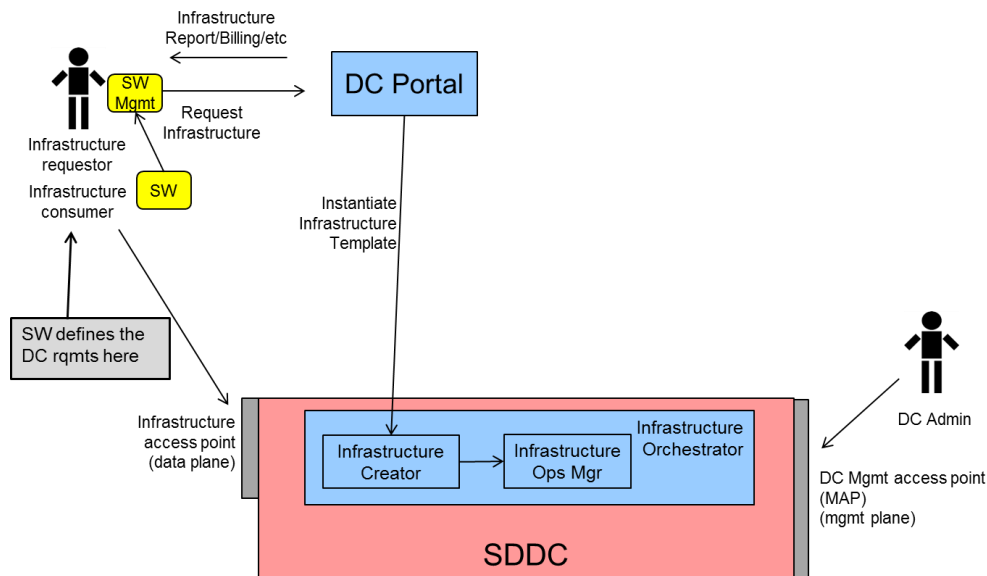 Infrastructure
Report/Billing/etc
SW
Mgmt
DC Portal
Request
Infrastructure
Infrastructure
requestor
SW
Infrastructure
consumer
Instantiate
Infrastructure
Template
SW defines the
DC rqmts here
DC Admin
Infrastructure
access point
(data plane)
Infrastructure
Creator
Infrastructure
Ops Mgr
Infrastructure
Orchestrator
DC Mgmt access point
(MAP)
(mgmt plane)
SDDC